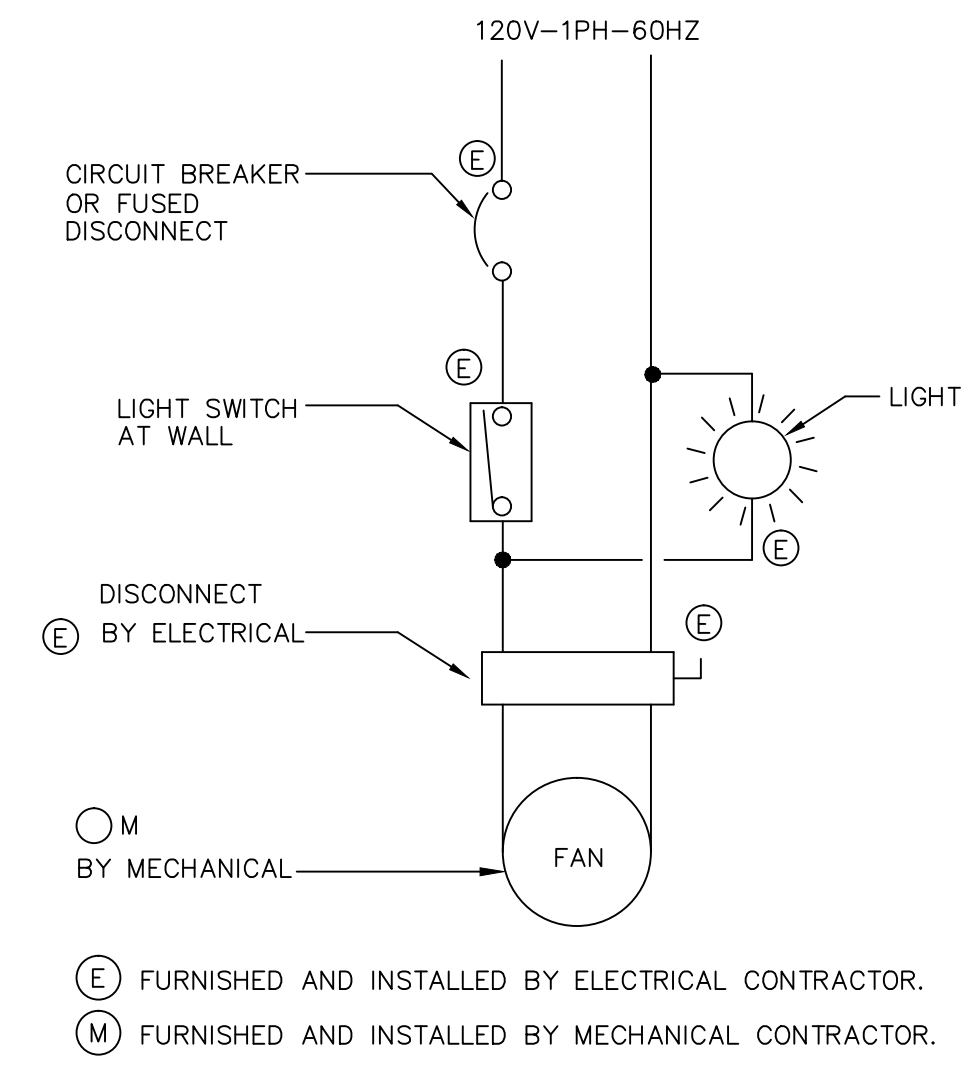 120V-1PH-60HZ
E
CIRCUIT BREAKER
OR FUSED
DISCONNECT
E
LIGHT SWITCH
AT WALL
LIGHT
E
DISCONNECT
E BY ELECTRICAL
E
M
BY MECHANICAL
FAN
E FURNISHED AND INSTALLED BY ELECTRICAL CONTRACTOR.
M FURNISHED AND INSTALLED BY MECHANICAL CONTRACTOR.